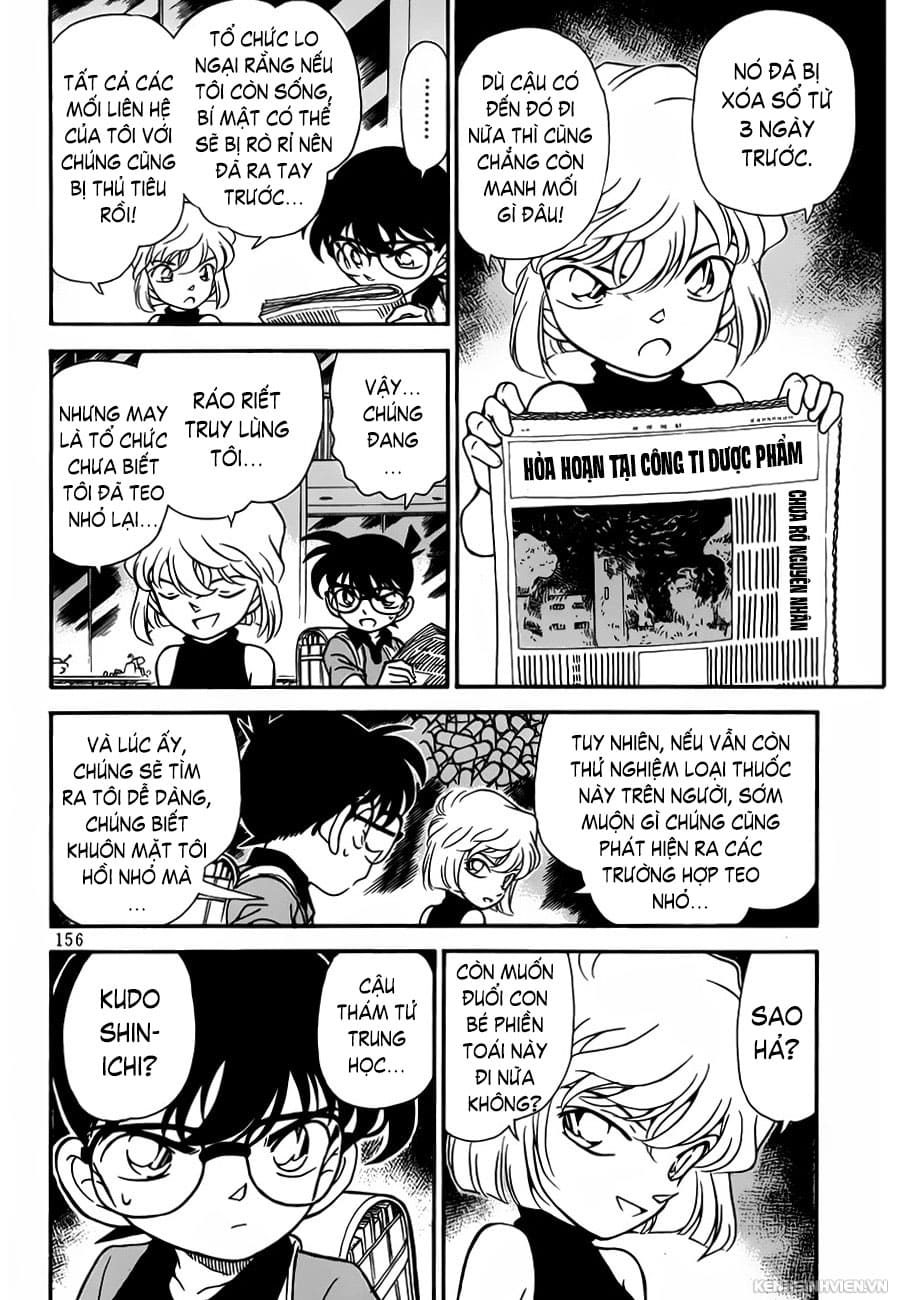 NÓ ĐÃ BỊ
XÓA SỔ TỪ
3 NGÀY
TRƯỚC.
DÙ CẬU CÓ
ĐẾN ĐÓ ĐI
NỮA THÌ CŨNG
CHẲNG CÒN
MANH MỐI
GÌ ĐÂU!
HỎA HOẠN TẠI CÔNG TI DƯỢC PHẨM
CHƯA RÕ NGUYÊN NHÂN
.........
TỔ CHỨC LO
NGẠI RẰNG NẾU
TÔI CÒN SỐNG,
BÍ MẬT CÓ THỂ
SẼ BỊ RÒ RỈ NÊN
ĐÃ RA TAY
TRƯỚC...
TẤT CẢ CÁC
MỐI LIÊN HỆ
CỦA TÔI VỚI
CHÚNG CŨNG
BỊ THỦ TIÊU
RỒI!
VẬY...
CHÚNG
ĐANG
...
RÁO RIẾT
TRUY LÙNG
TÔI...
NHƯNG MAY
LÀ TỔ CHỨC
CHƯA BIẾT
TÔI ĐÃ TEO
NHỎ LẠI...
TUY NHIÊN, NẾU VẪN CÒN
THỬ NGHIỆM LOẠI THUỐC
NÀY TRÊN NGƯỜI, SỚM
MUỘN GÌ CHÚNG CŨNG
PHÁT HIỆN RA CÁC
TRƯỜNG HỢP TEO
NHỎ...
VÀ LÚC ẤY,
CHÚNG SẼ TÌM
RA TÔI DỄ DÀNG,
CHÚNG BIẾT
KHUÔN MẶT TÔI
HỒI NHỎ MÀ
...
156
SAO
HẢ?
CÒN MUỐN
ĐUỔI CON
BÉ PHIỀN
TOÁI NÀY
ĐI NỮA
KHÔNG?
CẬU
THÁM TỬ
TRUNG
HỌC...
KUDO
SHIN-
ICHI?